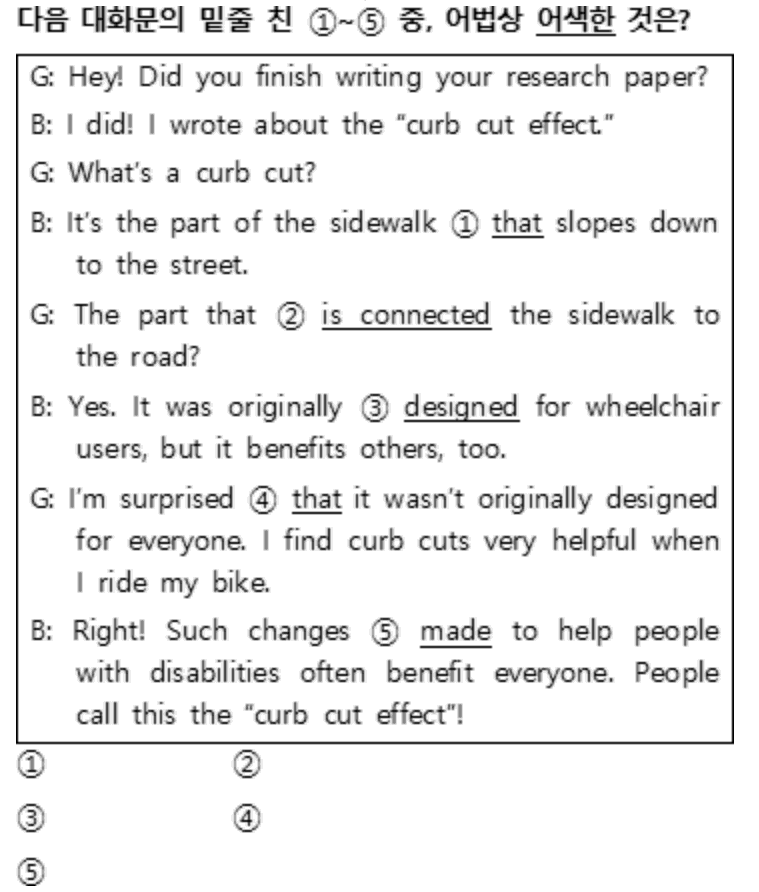 다음 대화문의 밑줄 친 ①~⑤ 중, 어법상 어색한 것은?
G: Hey! Did you finish writing your research paper?
B: I did! I wrote about the “curb cut effect.”
G: What's a curb cut?
B: It's the part of the sidewalk ① that slopes down
to the street.
G: The part that ② is connected the sidewalk to
the road?
B: Yes. It was originally ③ designed for wheelchair
users, but it benefits others, too.
G: I'm surprised ④ that it wasn't originally designed
for everyone. I find curb cuts very helpful when
I ride my bike.
B: Right! Such changes ⑤ made to help people
with disabilities often benefit everyone. People
call this the “curb cut effect”!
① ②
③ ④
⑤